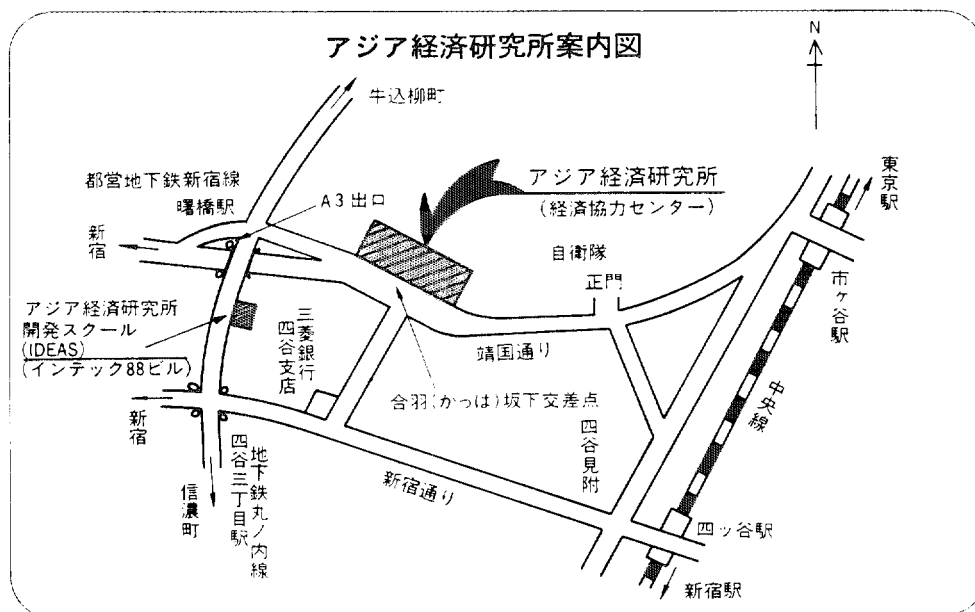 アジア経済研究所案内図
N
牛込柳町
都営地下鉄新宿線
曙橋駅
A3出口
アジア経済研究所
(経済協力センター)
東京駅
新宿
自衛隊
正門
市ヶ谷駅
アジア経済研究所
開発スクール
(IDEAS)
(インテック88ビル)
三菱銀行
四谷支店
靖国通り
中央線
合羽(かっは)坂下交差点
新宿
四谷見附
新宿通り
信濃町
地下鉄丸ノ内線
四谷三丁目駅
四ッ谷駅
新宿駅